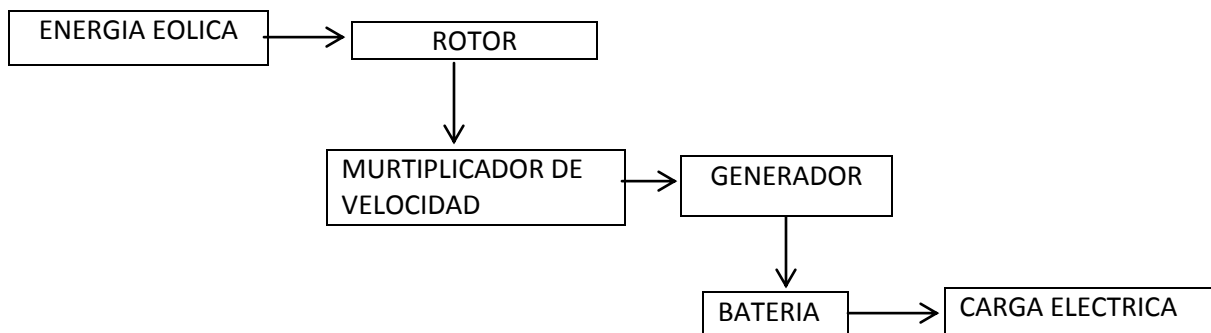 ENERGIA EOLICA
ROTOR
MURTIPLICADOR DE
VELOCIDAD
GENERADOR
BATERIA
CARGA ELECTRICA